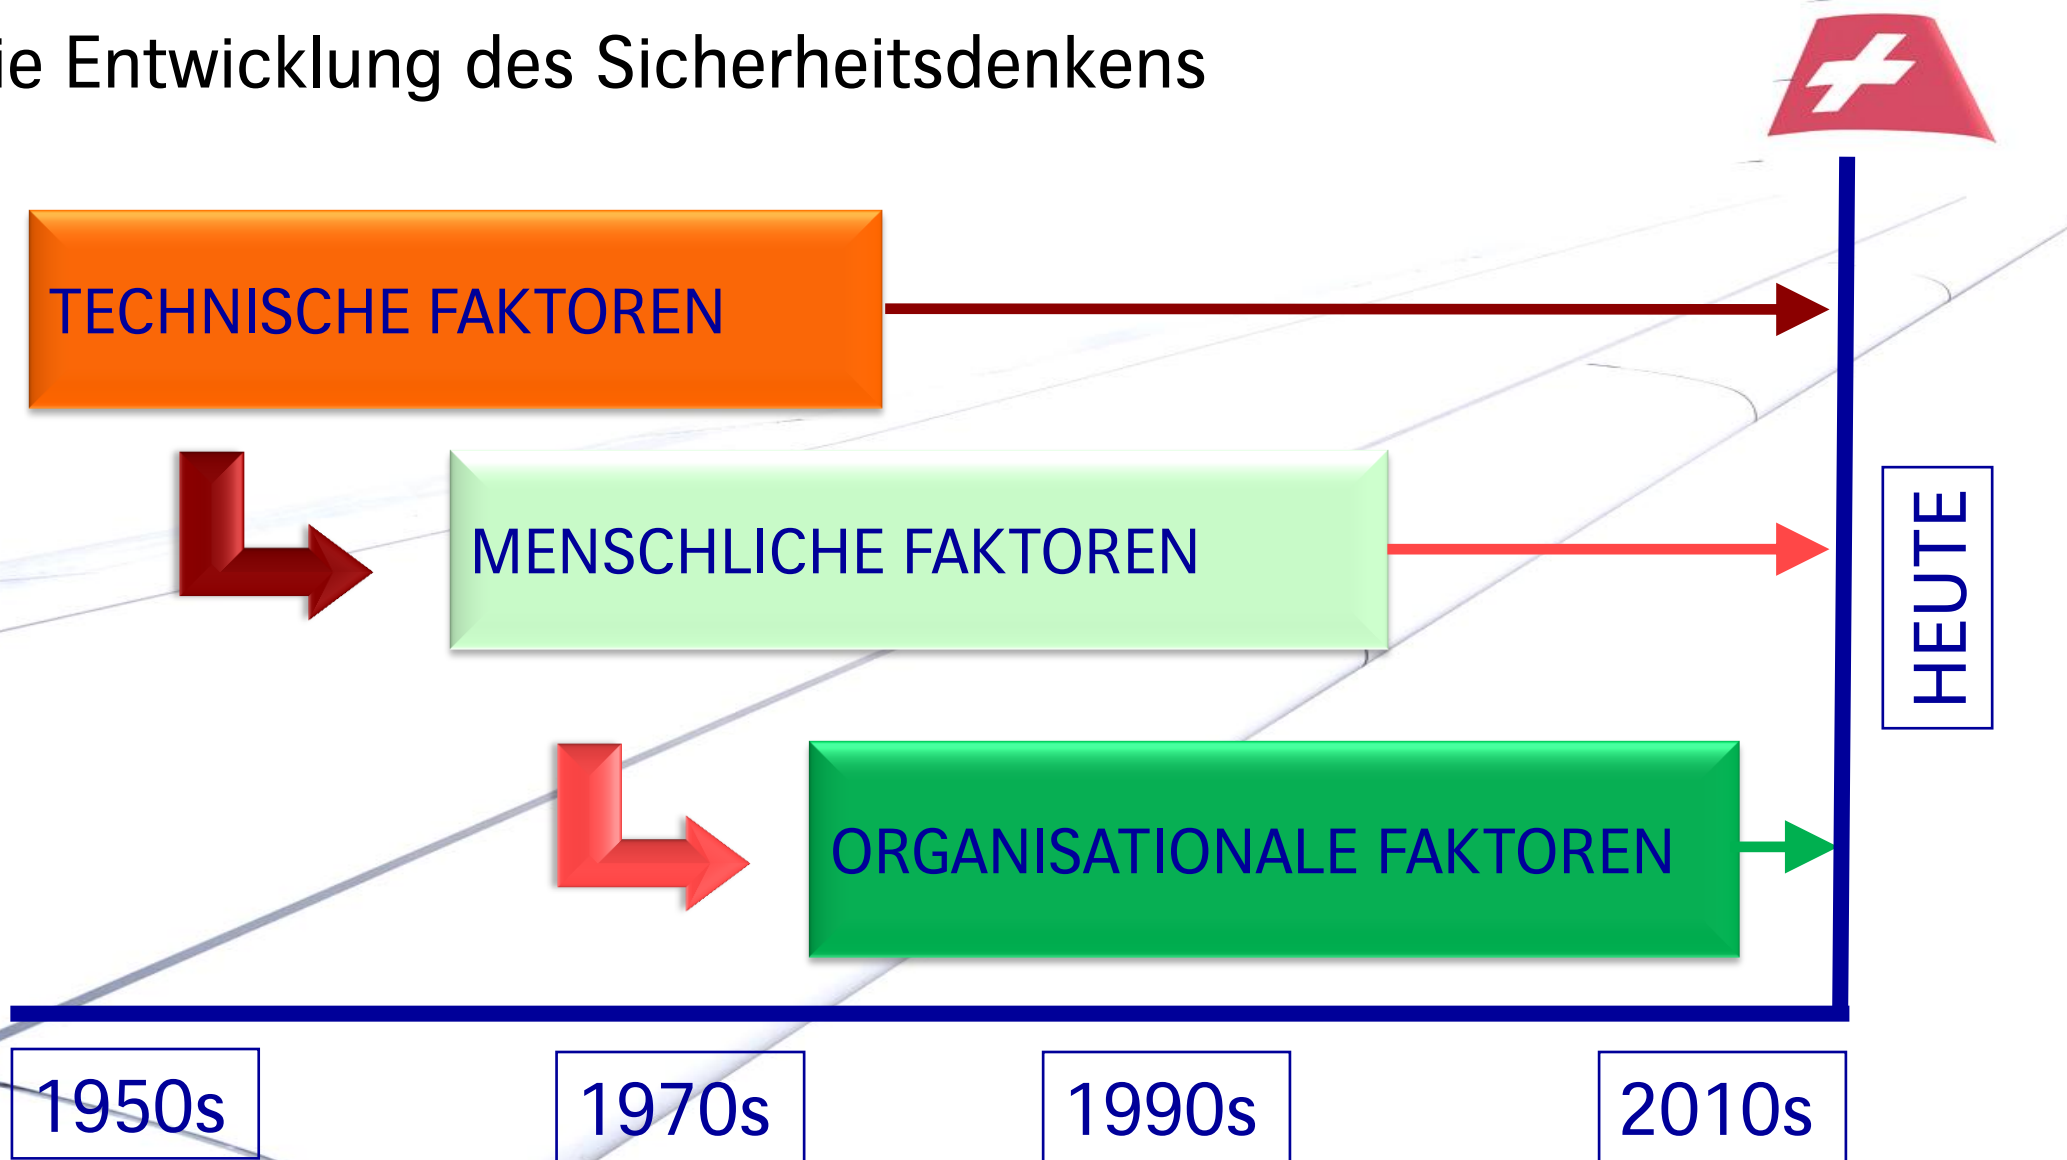 ie Entwicklung des Sicherheitsdenkens
TECHNISCHE FAKTOREN
MENSCHLICHE FAKTOREN
HEUTE
ORGANISATIONALE FAKTOREN
1950s
1970s
1990s
2010s